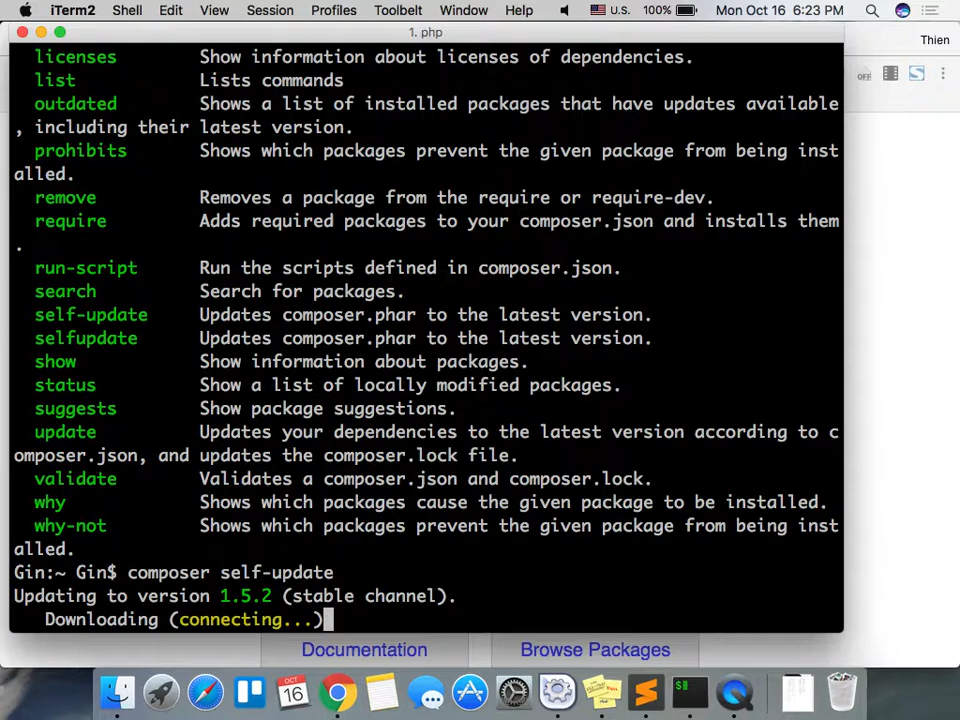 iTerm2 Shell Edit View Session Profiles Toolbelt Window Help U.S. 100% Mon Oct 16 6:23 PM
1. php
Thien
OFF
licenses Show information about licenses of dependencies.
list Lists commands
outdated Shows a list of installed packages that have updates available
, including their latest version.
prohibits Shows which packages prevent the given package from being inst
alled.
remove Removes a package from the require or require-dev.
require Adds required packages to your composer.json and installs them
.
run-script Run the scripts defined in composer.json.
search Search for packages.
self-update Updates composer.phar to the latest version.
selfupdate Updates composer.phar to the latest version.
show Show information about packages.
status Show a list of locally modified packages.
suggests Show package suggestions.
update Updates your dependencies to the latest version according to c
omposer.json, and updates the composer.lock file.
validate Validates a composer.json and composer.lock.
why Shows which packages cause the given package to be installed.
why-not Shows which packages prevent the given package from being inst
alled.
Gin:~ Gin$ composer self-update
Updating to version 1.5.2 (stable channel).
Downloading (connecting...)
Documentation Browse Packages
OCT
16
$